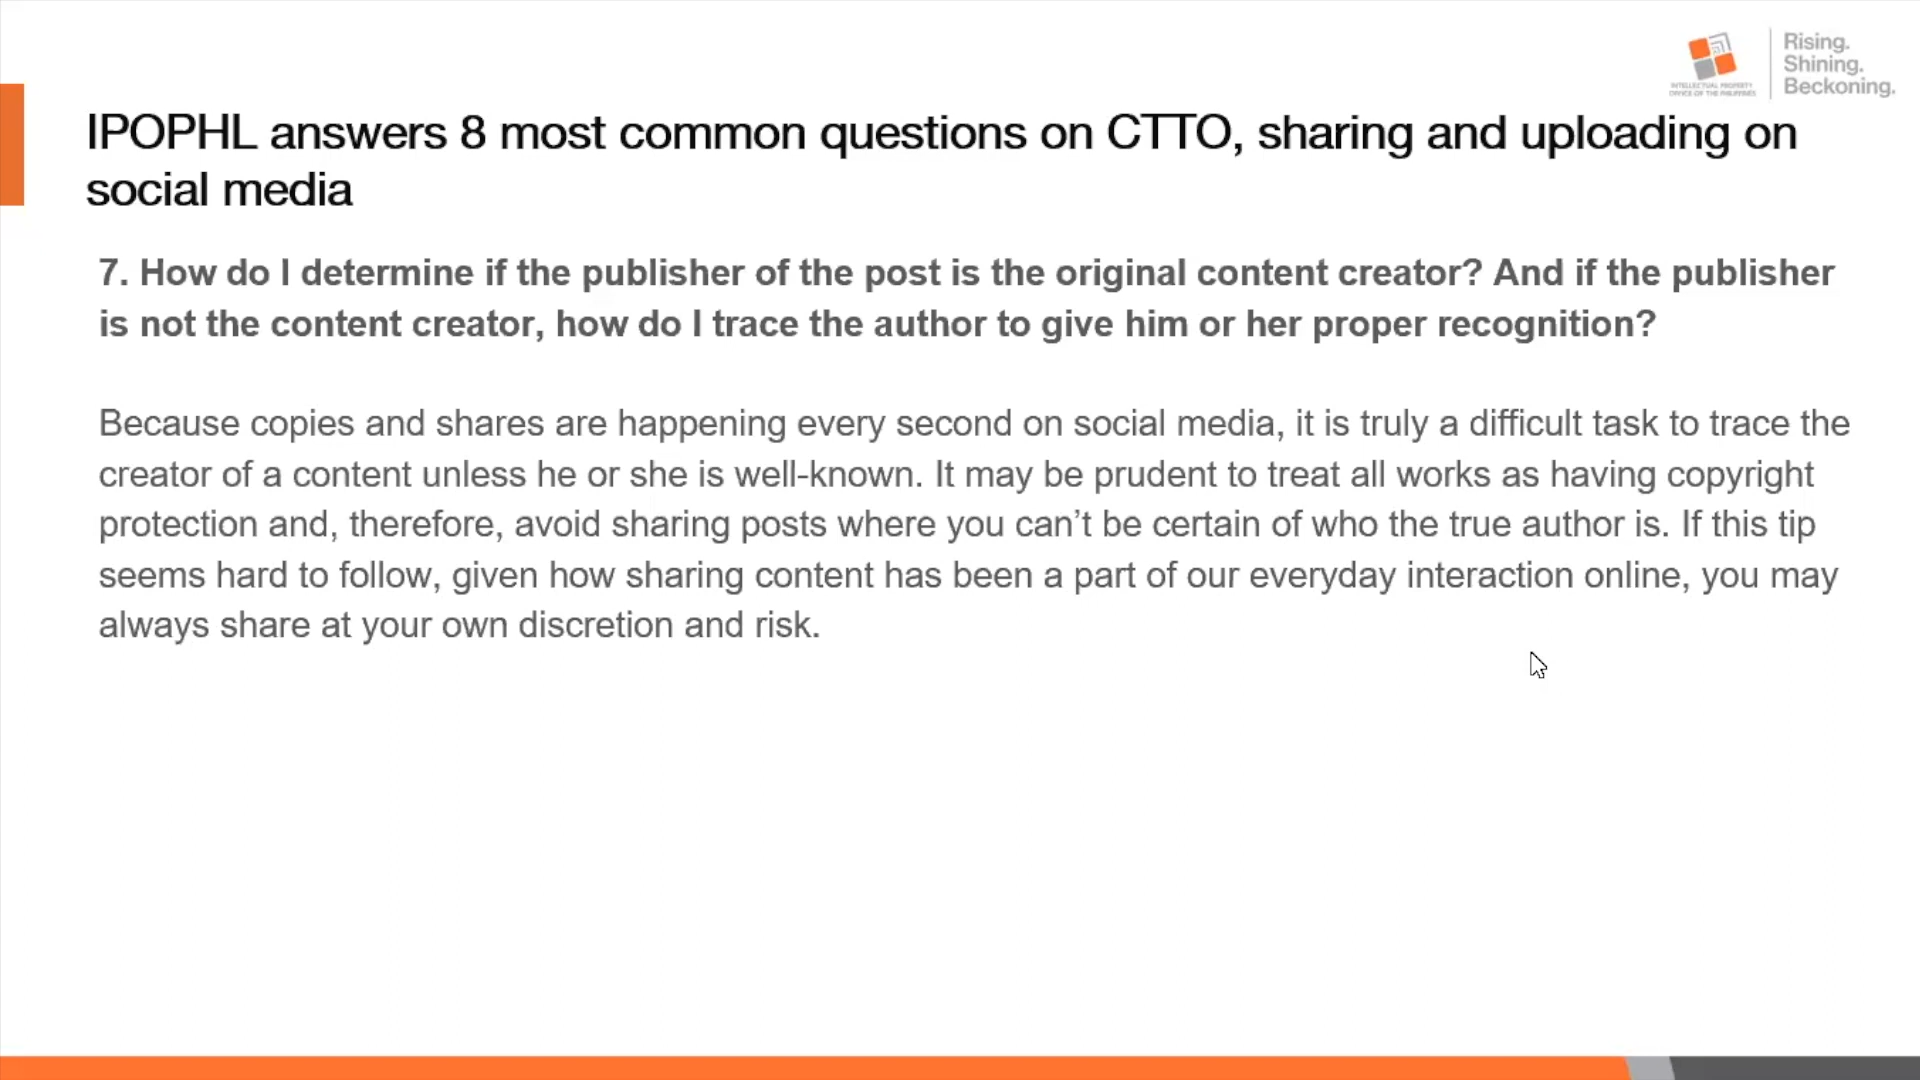 Rising.
Shining.
Beckoning.
INTELLECTUAL PROPERTY
OFFICE OF THE PHILIPPINES
IPOPHL answers 8 most common questions on CTTO, sharing and uploading on
social media
7. How do I determine if the publisher of the post is the original content creator? And if the publisher
is not the content creator, how do I trace the author to give him or her proper recognition?
Because copies and shares are happening every second on social media, it is truly a difficult task to trace the
creator of a content unless he or she is well-known. It may be prudent to treat all works as having copyright
protection and, therefore, avoid sharing posts where you can’t be certain of who the true author is. If this tip
seems hard to follow, given how sharing content has been a part of our everyday interaction online, you may
always share at your own discretion and risk.